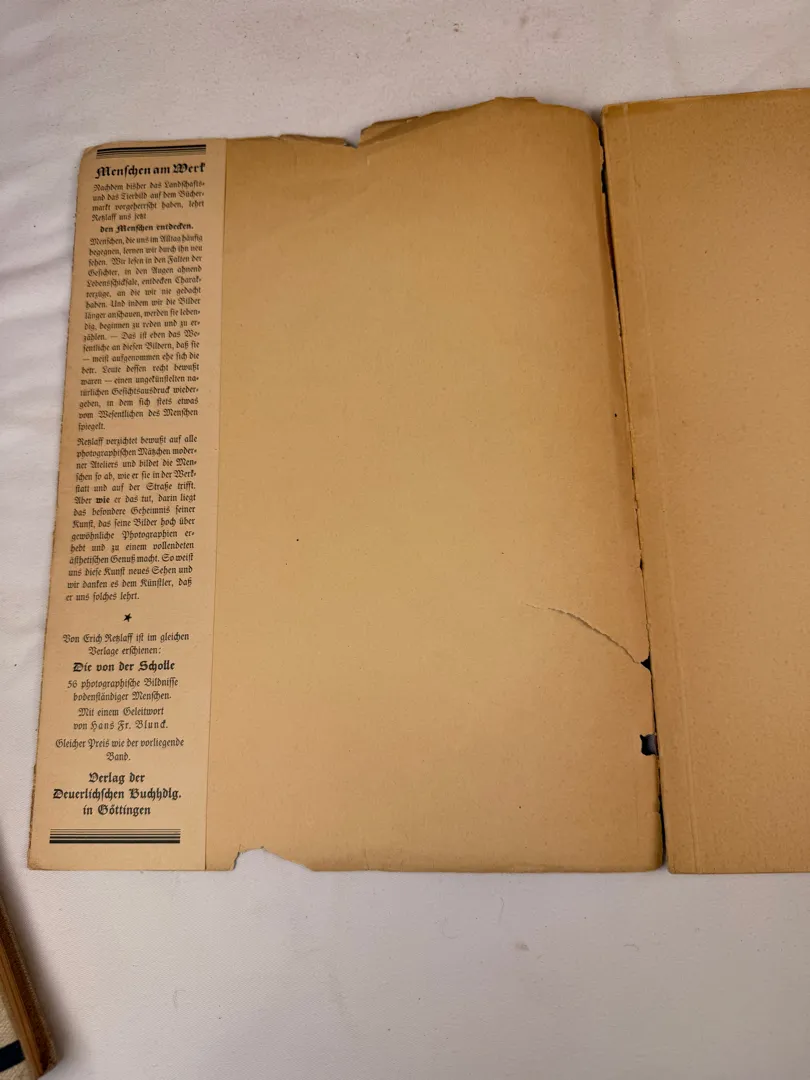 Menschen am Werk
Nachdem bisher das Landschafts-
und das Tierbild auf dem Bücher-
markt vorgeherrscht haben, lehrt
Retzlaff uns jetzt
den Menschen entdecken.
Menschen, die uns im Alltag häufig
begegnen, lernen wir durch ihn neu
sehen. Wir lesen in den Falten der
Gesichter, in den Augen ahnend
Lebensschicksale, entdecken Charak-
terzüge, an die wir nie gedacht
haben. Und indem wir die Bilder
länger anschauen, werden sie leben-
dig, beginnen zu reden und zu er-
zählen. — Das ist eben das We-
sentliche an diesen Bildern, daß sie
— meist aufgenommen ehe sich die
betr. Leute dessen recht bewußt
waren — einen ungekünstelten na-
türlichen Gesichtsausdruck wieder-
geben, in dem sich stets etwas
vom Wesentlichen des Menschen
spiegelt.
Retzlaff verzichtet bewußt auf alle
photographischen Mätzchen moder-
ner Ateliers und bildet die Men-
schen so ab, wie er sie in der Werk-
statt und auf der Straße trifft.
Aber wie er das tut, darin liegt
das besondere Geheimnis seiner
Kunst, das seine Bilder hoch über
gewöhnliche Photographien er-
hebt und zu einem vollendeten
ästhetischen Genuß macht. So weist
uns diese Kunst neues Sehen und
wir danken es dem Künstler, daß
er uns solches lehrt.
★
Von Erich Retzlaff ist im gleichen
Verlage erschienen:
Die von der Scholle
56 photographische Bildnisse
bodenständiger Menschen.
Mit einem Geleitwort
von Hans Fr. Blunck.
Gleicher Preis wie der vorliegende
Band.
Verlag der
Deuerlichschen Buchhdlg.
in Göttingen